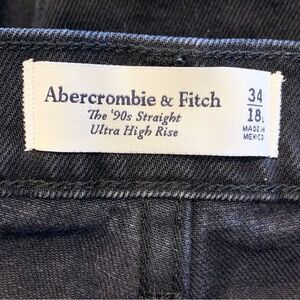 Abercrombie & Fitch
The '90s Straight
Ultra High Rise
34
18L
MADE IN
MEXICO